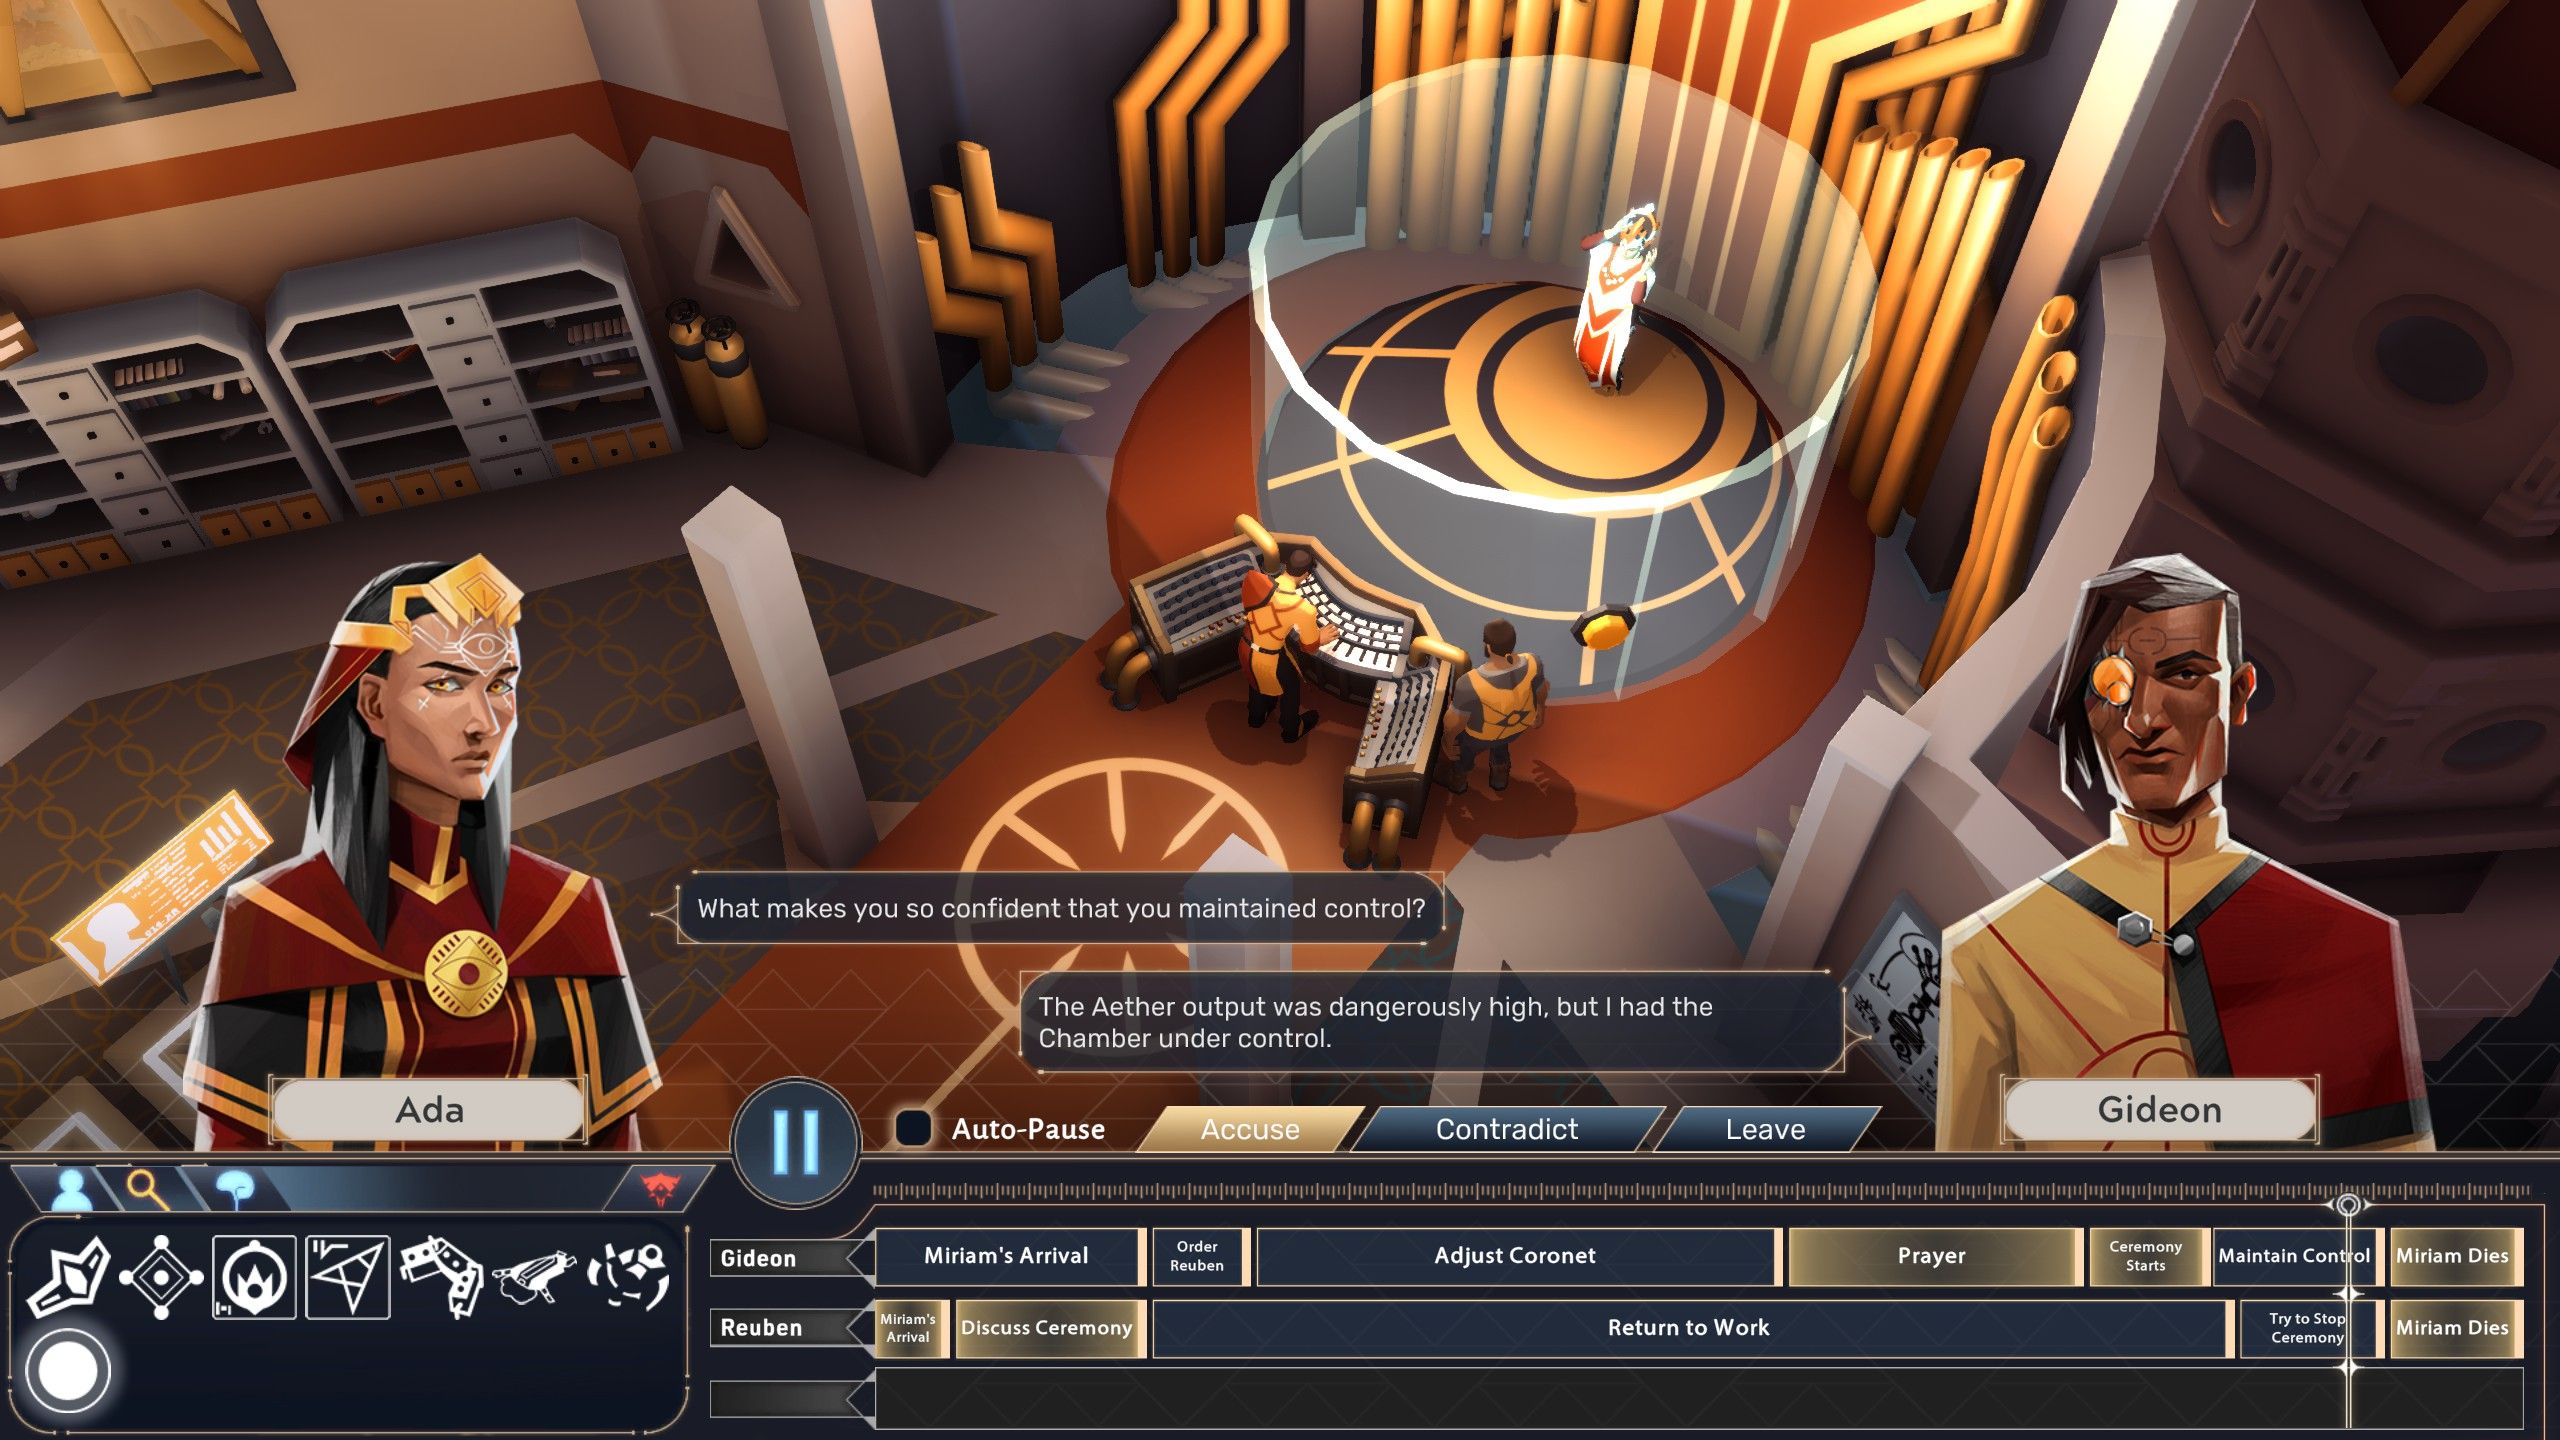 What makes you so confident that you maintained control?
The Aether output was dangerously high, but I had the
Chamber under control.
Ada
Gideon
Auto-Pause
Accuse
Contradict
Leave
Gideon
Miriam's Arrival
Order
Reuben
Adjust Coronet
Prayer
Ceremony
Starts
Maintain Control
Miriam Dies
Reuben
Miriam's
Arrival
Discuss Ceremony
Return to Work
Try to Stop
Ceremony
Miriam Dies